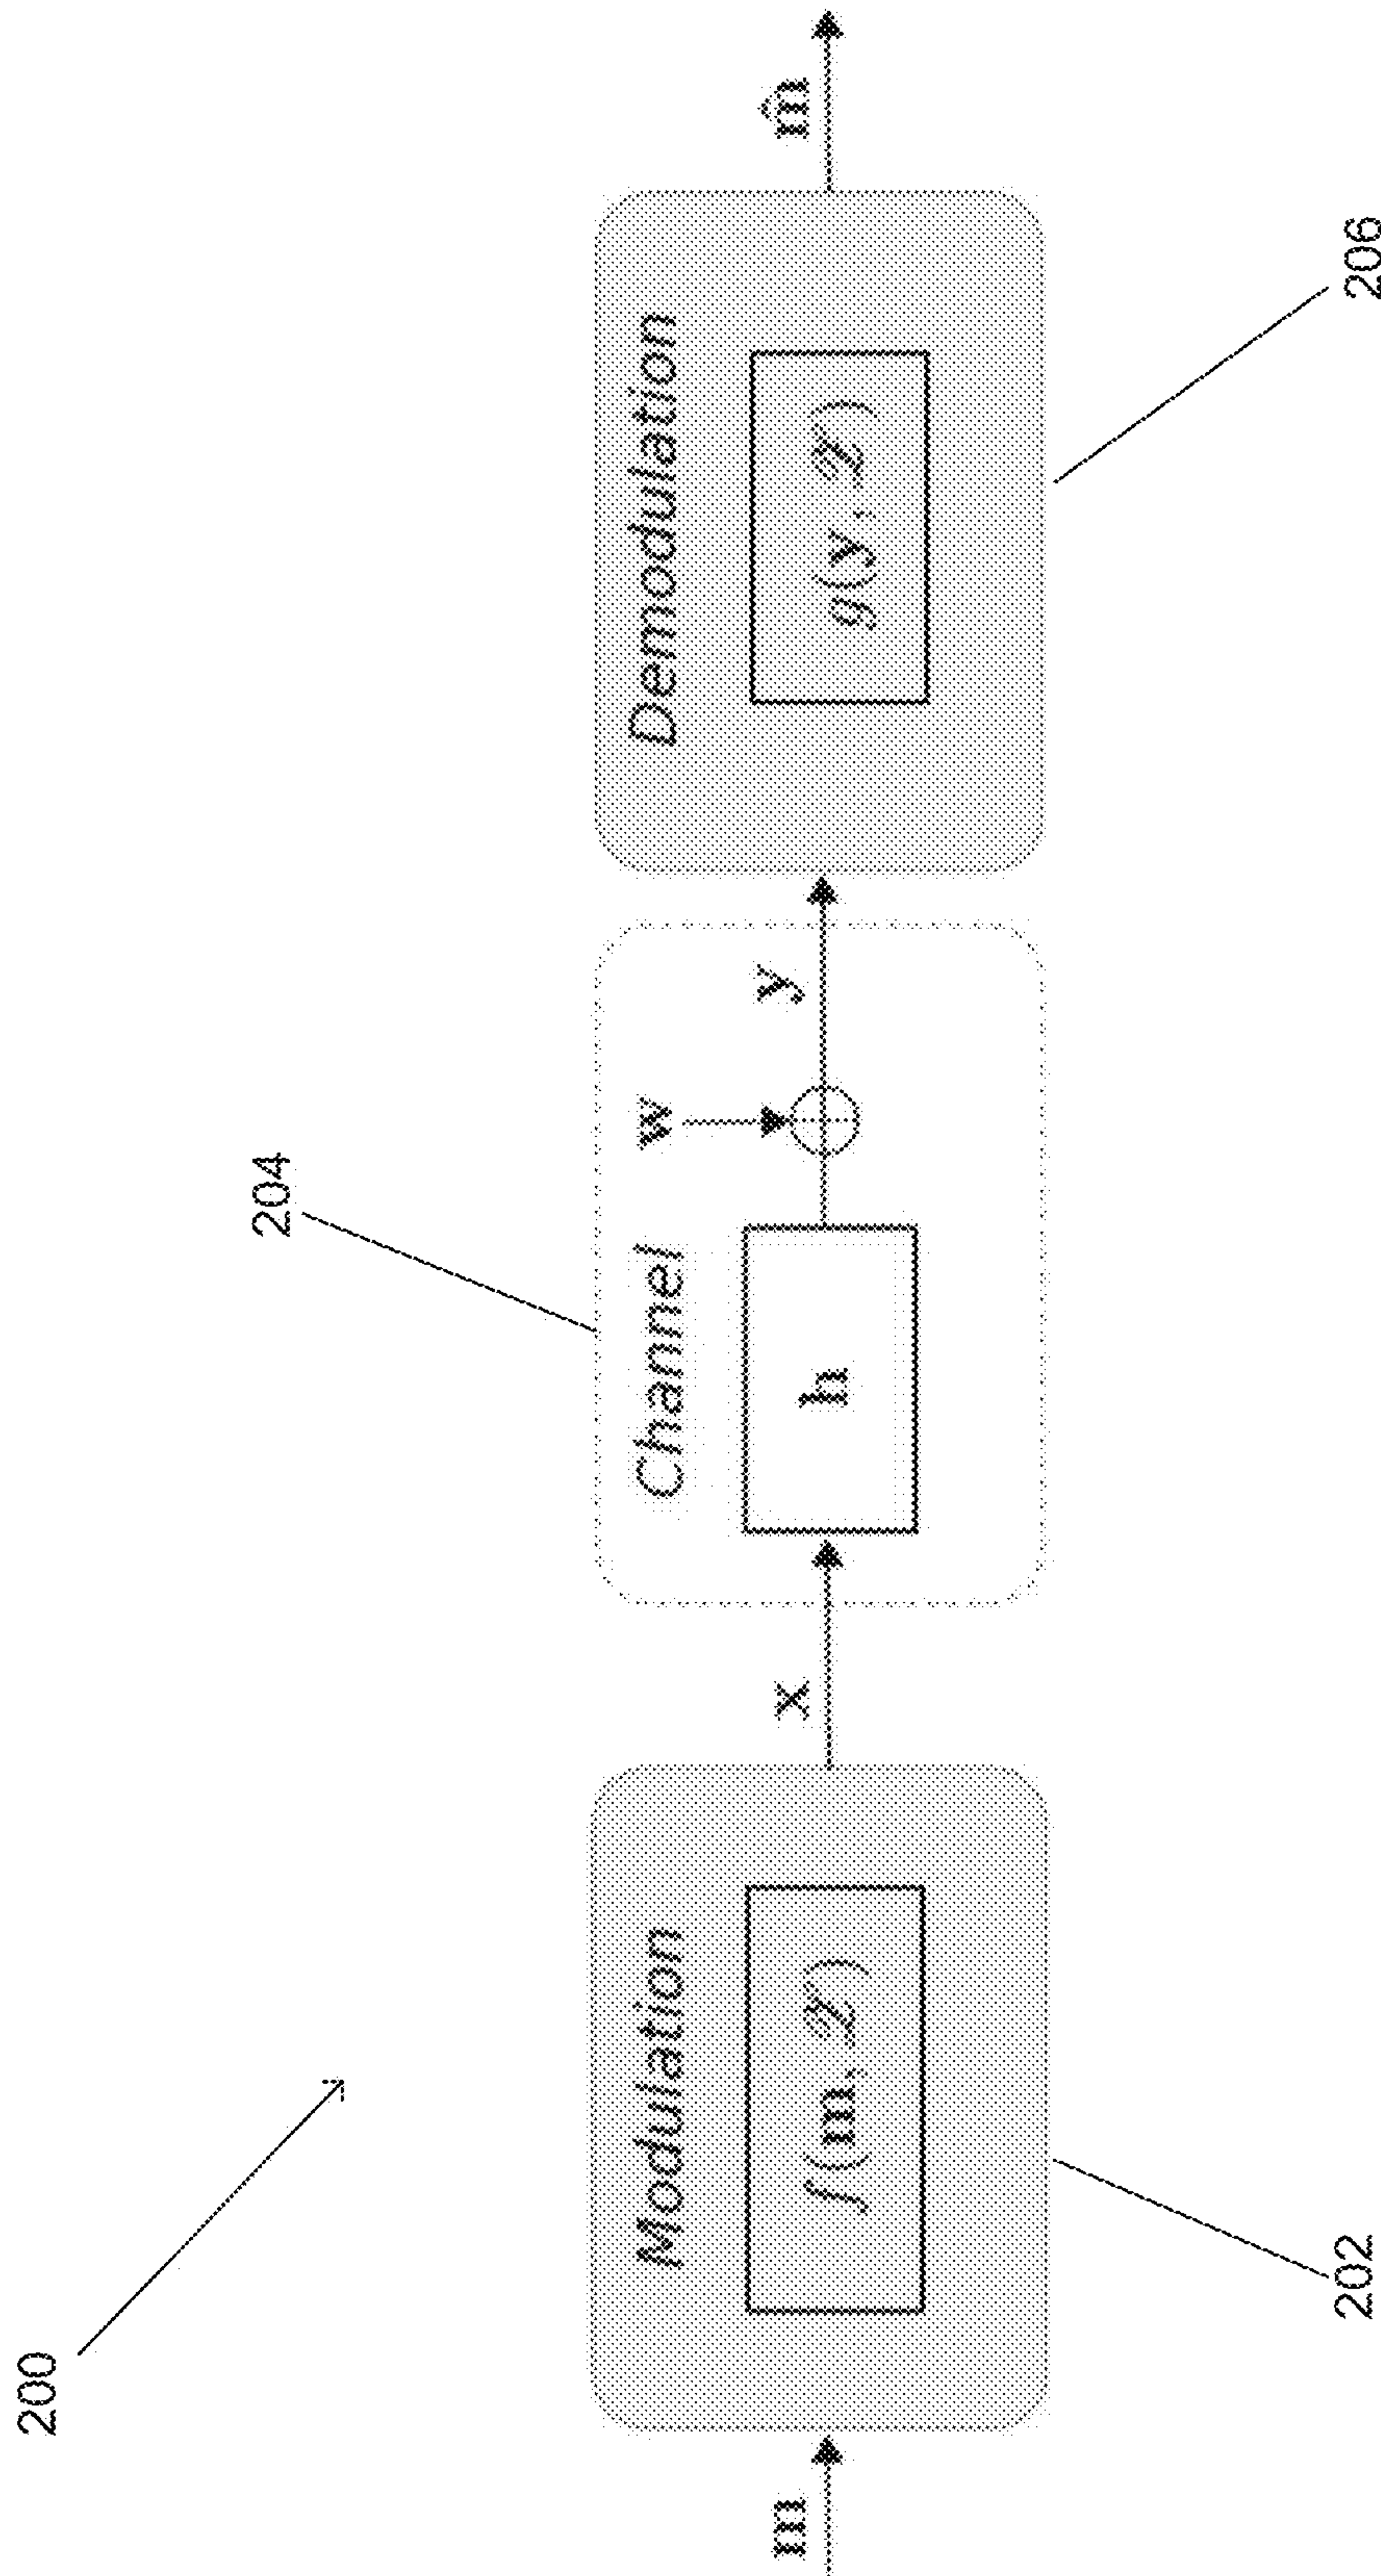 200
204
Modulation
Channel
Demodulation
m
f(m, 𝒳)
x
h
w
y
g(y, 𝒳)
m̂
202
206